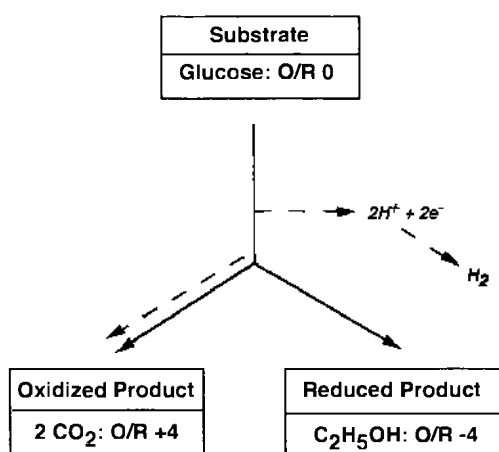 Substrate
Glucose: O/R 0
2H⁺ + 2e⁻
H₂
Oxidized Product
2 CO₂: O/R +4
Reduced Product
C₂H₅OH: O/R -4